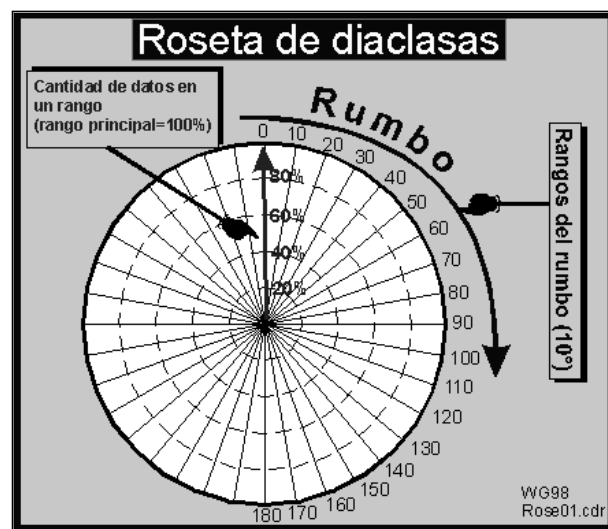 Roseta de diaclasas
Cantidad de datos en
un rango
(rango principal=100%)
Rumbo
Rangos del rumbo (10°)
0
10
20
30
40
50
60
70
80
90
100
110
120
130
140
150
160
170
180
80%
60%
40%
20%
WG98
Rose01.cdr